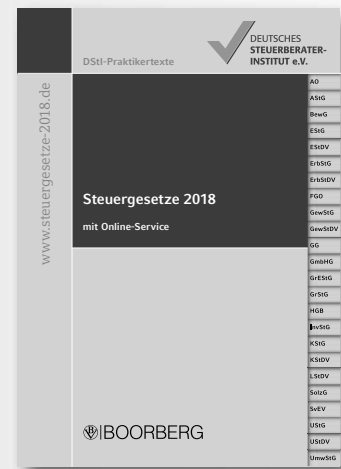 DEUTSCHES
STEUERBERATER-
INSTITUT e.V.
DStI-Praktikertexte
www.steuergesetze-2018.de
Steuergesetze 2018
mit Online-Service
BOORBERG
AO
AStG
BewG
EStG
EStDV
ErbStG
ErbStDV
FGO
GewStG
GewStDV
GG
GmbHG
GrEStG
GrStG
HGB
InvStG
KStG
KStDV
LStDV
SolzG
SvEV
UStG
UStDV
UmwStG